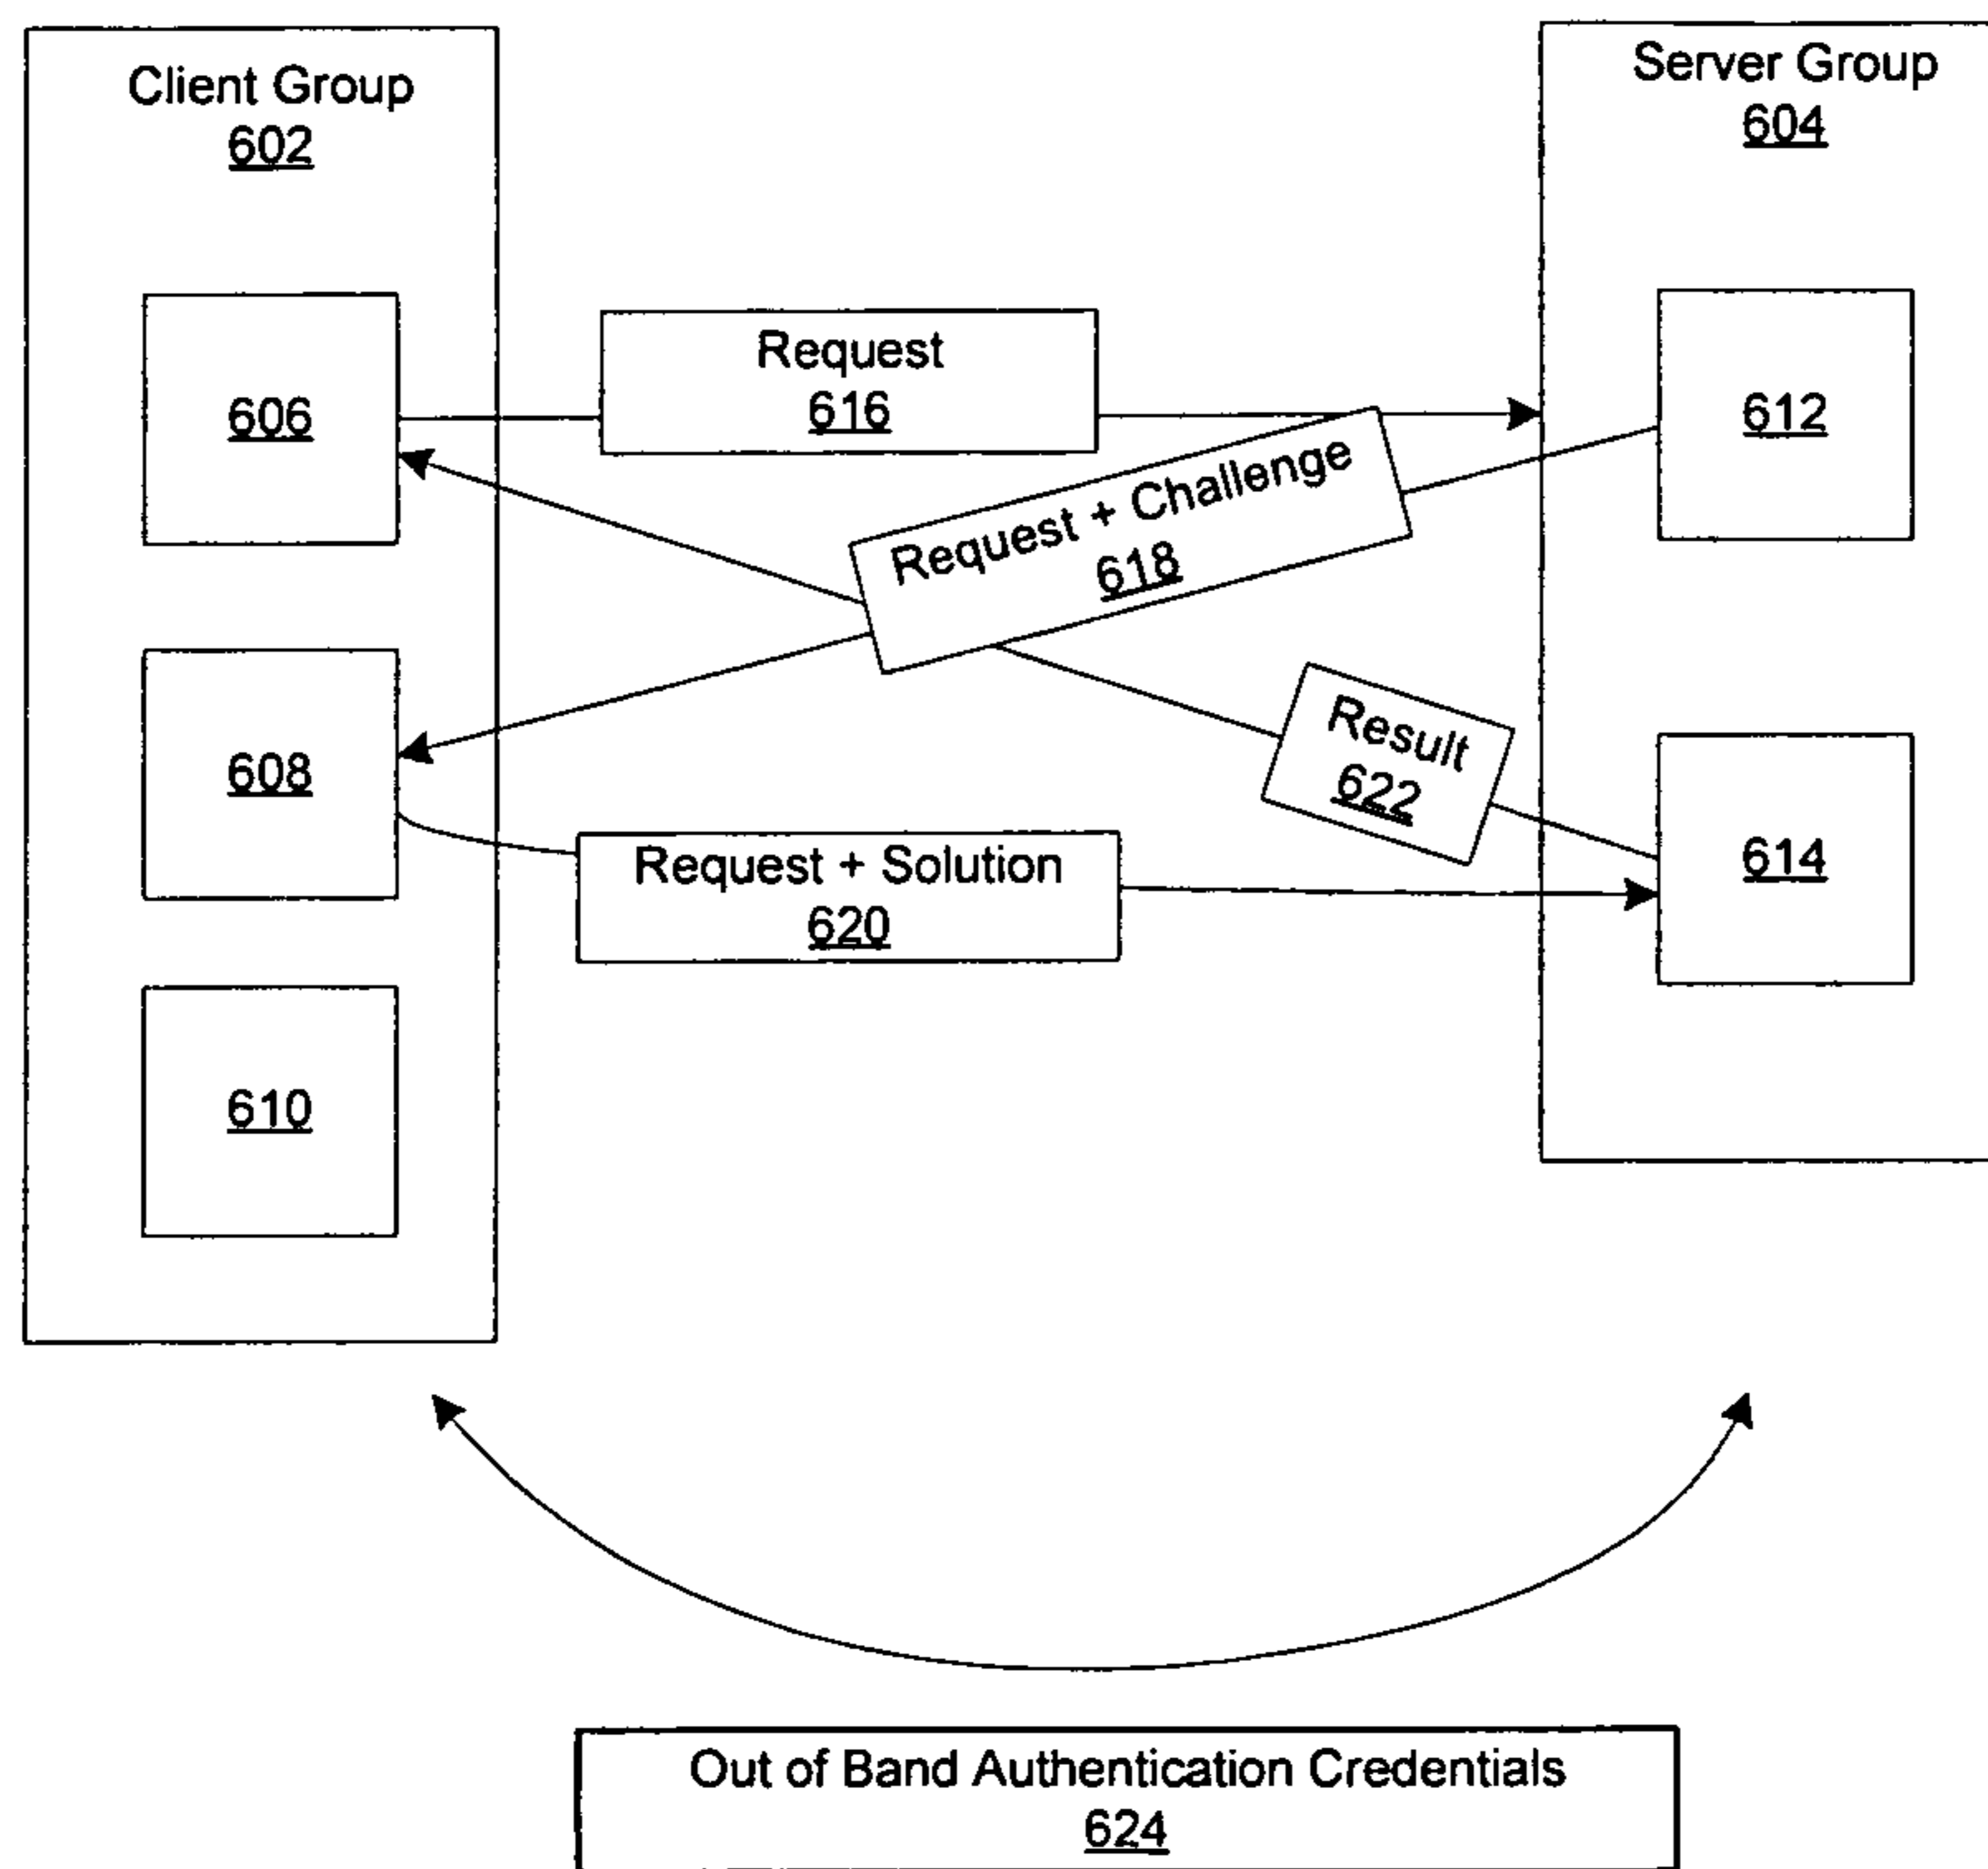 Client Group
602
Server Group
604
606
Request
616
612
Request + Challenge
618
608
Result
622
614
Request + Solution
620
610
Out of Band Authentication Credentials
624